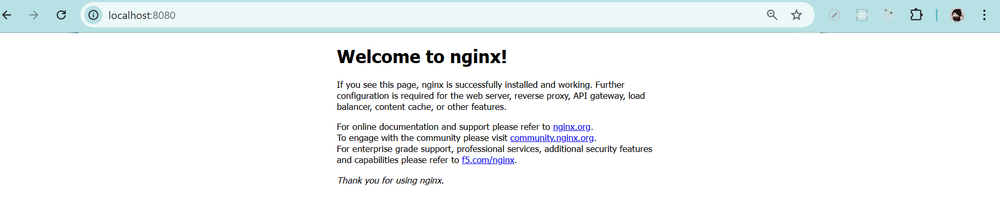 localhost:8080
Welcome to nginx!
If you see this page, nginx is successfully installed and working. Further
configuration is required for the web server, reverse proxy, API gateway, load
balancer, content cache, or other features.
For online documentation and support please refer to nginx.org.
To engage with the community please visit community.nginx.org.
For enterprise grade support, professional services, additional security features
and capabilities please refer to f5.com/nginx.
Thank you for using nginx.